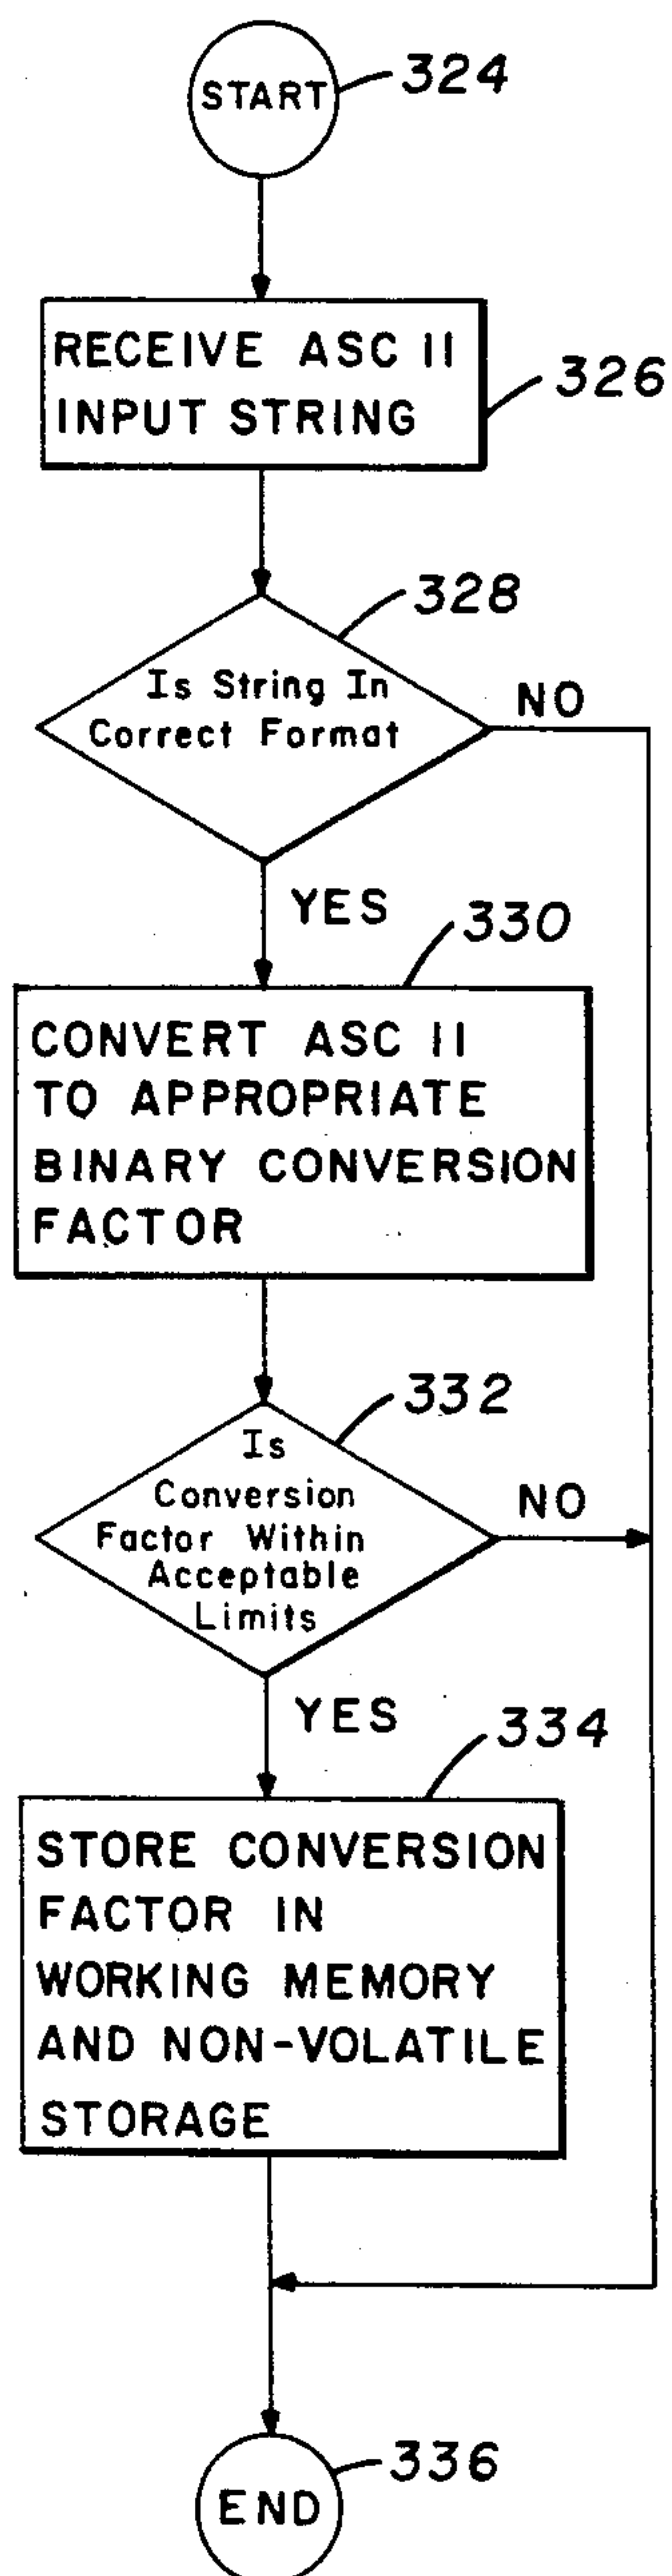 START
324
RECEIVE ASC II
INPUT STRING
326
328
Is String In
Correct Format
NO
YES
330
CONVERT ASC II
TO APPROPRIATE
BINARY CONVERSION
FACTOR
332
Is
Conversion
Factor Within
Acceptable
Limits
NO
YES
334
STORE CONVERSION
FACTOR IN
WORKING MEMORY
AND NON-VOLATILE
STORAGE
END
336